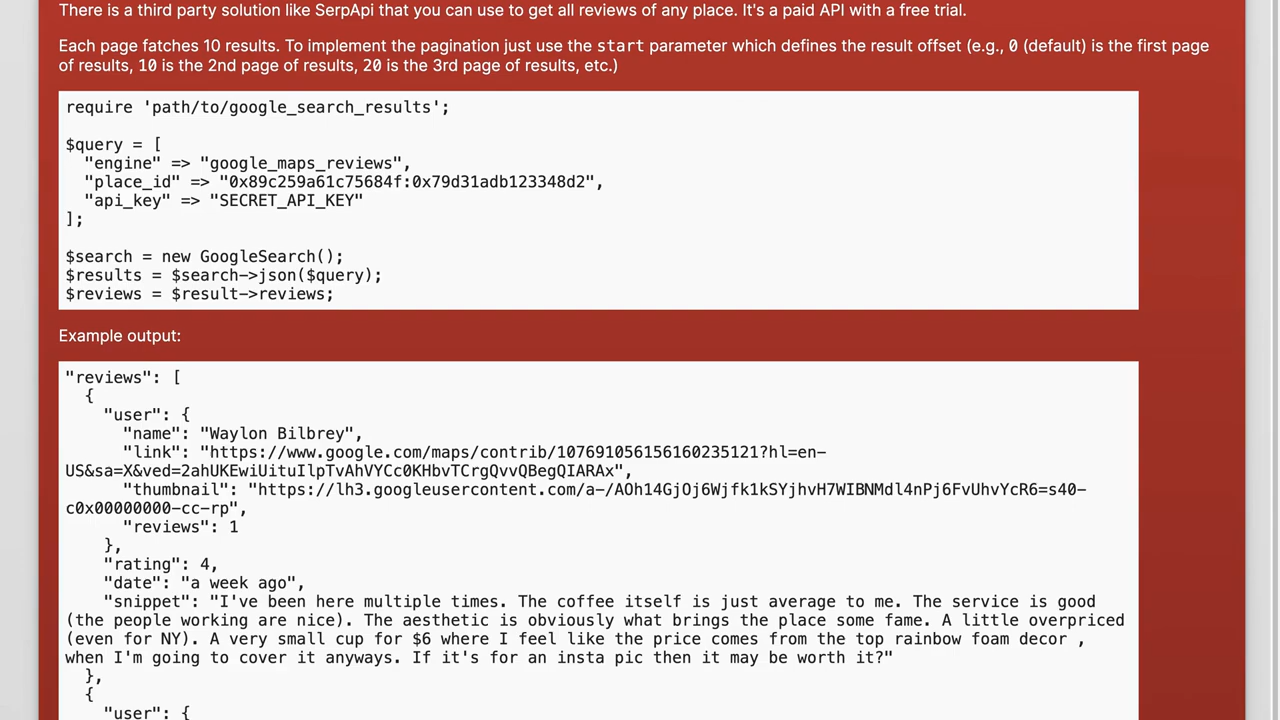 There is a third party solution like SerpApi that you can use to get all reviews of any place. It's a paid API with a free trial.
Each page fatches 10 results. To implement the pagination just use the start parameter which defines the result offset (e.g., 0 (default) is the first page
of results, 10 is the 2nd page of results, 20 is the 3rd page of results, etc.)
require 'path/to/google_search_results';
$query = [
"engine" => "google_maps_reviews",
"place_id" => "0x89c259a61c75684f:0x79d31adb123348d2",
"api_key" => "SECRET_API_KEY"
];
$search = new GoogleSearch();
$results = $search->json($query);
$reviews = $result->reviews;
Example output:
"reviews": [
{
"user": {
"name": "Waylon Bilbrey",
"link": "https://www.google.com/maps/contrib/107691056156160235121?hl=en-
US&sa=X&ved=2ahUKEwiUituIlpTvAhVYCc0KHbvTCrgQvvQBegQIARAx",
"thumbnail": "https://lh3.googleusercontent.com/a-/AOh14GjOj6Wjfk1kSYjhvH7WIBNMdl4nPj6FvUhvYcR6=s40-
c0x00000000-cc-rp",
"reviews": 1
},
"rating": 4,
"date": "a week ago",
"snippet": "I've been here multiple times. The coffee itself is just average to me. The service is good
(the people working are nice). The aesthetic is obviously what brings the place some fame. A little overpriced
(even for NY). A very small cup for $6 where I feel like the price comes from the top rainbow foam decor ,
when I'm going to cover it anyways. If it's for an insta pic then it may be worth it?"
},
{
"user": {